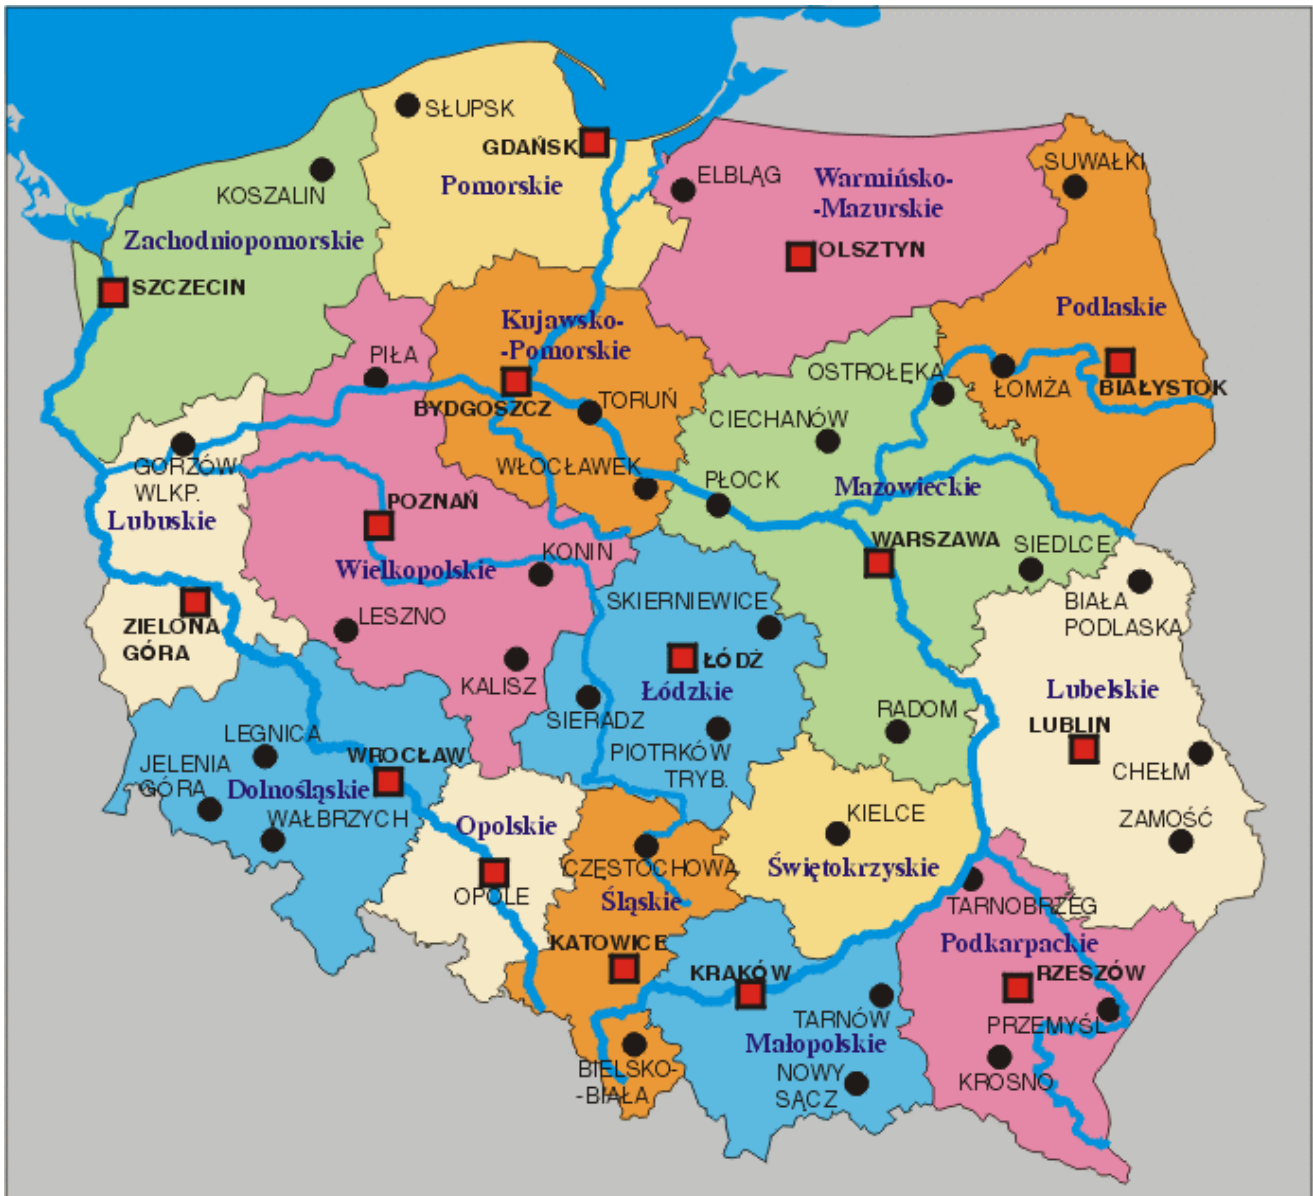 SŁUPSK
GDAŃSK
Pomorskie
KOSZALIN
Zachodniopomorskie
SZCZECIN
ELBLĄG
Warmińsko-
-Mazurskie
OLSZTYN
SUWAŁKI
Podlaskie
ŁOMŻA
BIAŁYSTOK
Kujawsko-
-Pomorskie
BYDGOSZCZ
TORUŃ
WŁOCŁAWEK
PIŁA
GORZÓW
WLKP.
Lubuskie
ZIELONA
GÓRA
POZNAŃ
Wielkopolskie
KONIN
LESZNO
KALISZ
OSTROŁĘKA
CIECHANÓW
PŁOCK
Mazowieckie
WARSZAWA
SIEDLCE
RADOM
SKIERNIEWICE
ŁÓDŻ
Łódzkie
SIERADZ
PIOTRKÓW
TRYB.
BIAŁA
PODLASKA
Lubelskie
LUBLIN
CHEŁM
ZAMOŚĆ
LEGNICA
WROCŁAW
JELENIA
GÓRA
Dolnośląskie
WAŁBRZYCH
Opolskie
OPOLE
CZĘSTOCHOWA
Śląskie
KATOWICE
BIELSKO-
-BIAŁA
KIELCE
Świętokrzyskie
KRAKÓW
TARNÓW
Małopolskie
NOWY
SĄCZ
TARNOBRZEG
Podkarpackie
RZESZÓW
PRZEMYŚL
KROSNO